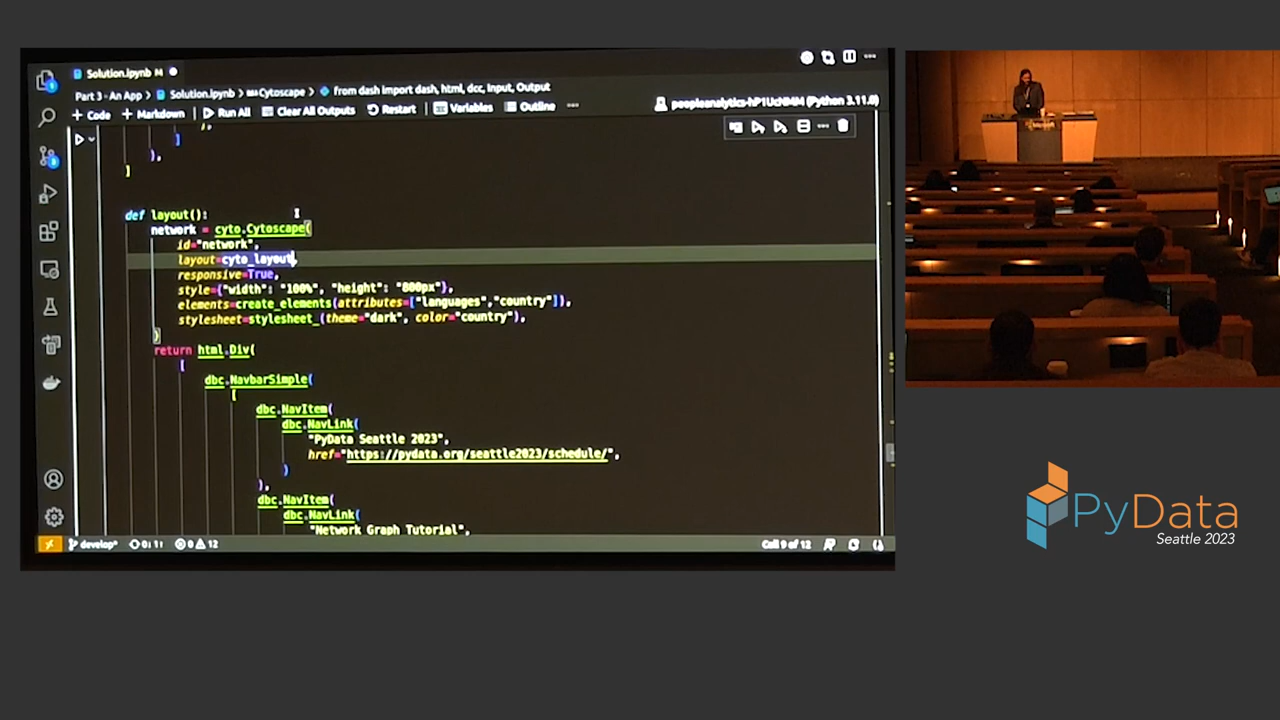 Solution.ipynb M
Part 3 - An App > Solution.ipynb > Cytoscape > from dash import dash, html, dcc, Input, Output
+ Code + Markdown Run All Clear All Outputs Restart Variables Outline ...
(Python 3.11.8)
],
]
),
]
def layout():
network = cyto.Cytoscape(
id="network",
layout=cyto_layout,
responsive=True,
style={"width": "100%", "height": "800px"},
elements=create_elements(attributes=["languages","country"]),
stylesheet=stylesheet_(theme="dark", color="country"),
)
return html.Div(
[
dbc.NavbarSimple(
[
dbc.NavItem(
dbc.NavLink(
"PyData Seattle 2023",
href="https://pydata.org/seattle2023/schedule/",
)
),
dbc.NavItem(
dbc.NavLink(
"Network Graph Tutorial",
develop* 0 12
Cell 9 of 12
PyData
Seattle 2023